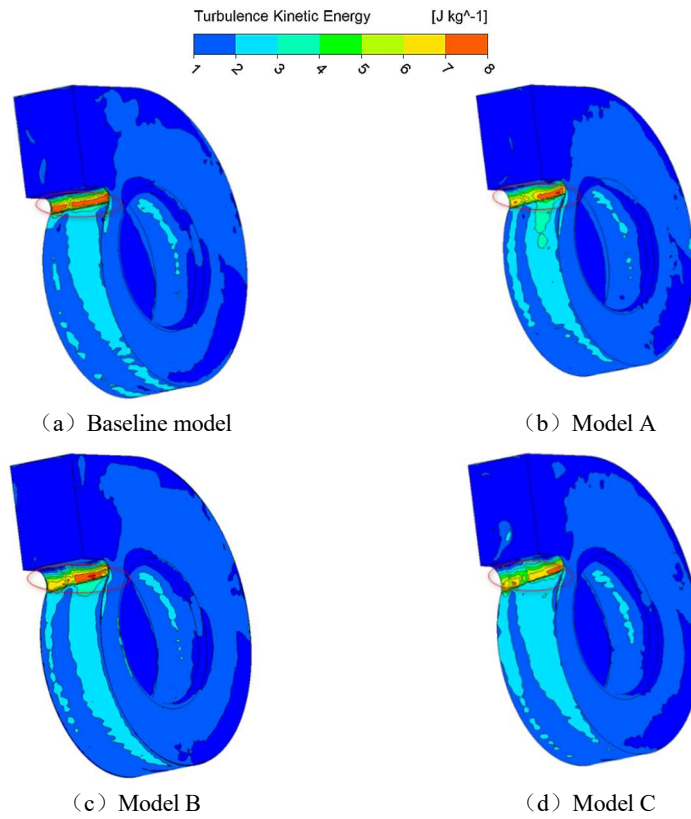 Turbulence Kinetic Energy [J kg^-1]
1 2 3 4 5 6 7 8
（a）Baseline model
（b）Model A
（c）Model B
（d）Model C